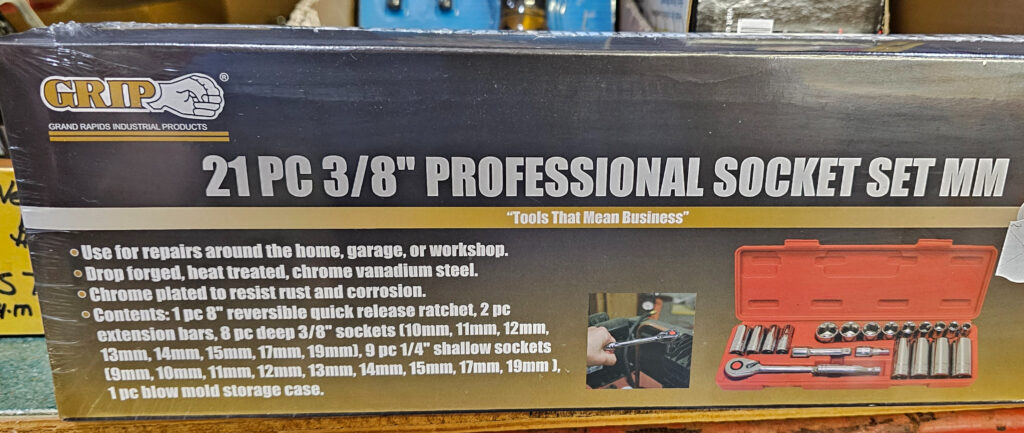 GRIP®
GRAND RAPIDS INDUSTRIAL PRODUCTS
21 PC 3/8" PROFESSIONAL SOCKET SET MM
“Tools That Mean Business”
• Use for repairs around the home, garage, or workshop.
• Drop forged, heat treated, chrome vanadium steel.
• Chrome plated to resist rust and corrosion.
• Contents: 1 pc 8" reversible quick release ratchet, 2 pc
extension bars, 8 pc deep 3/8" sockets (10mm, 11mm, 12mm,
13mm, 14mm, 15mm, 17mm, 19mm), 9 pc 1/4" shallow sockets
(9mm, 10mm, 11mm, 12mm, 13mm, 14mm, 15mm, 17mm, 19mm ),
1 pc blow mold storage case.